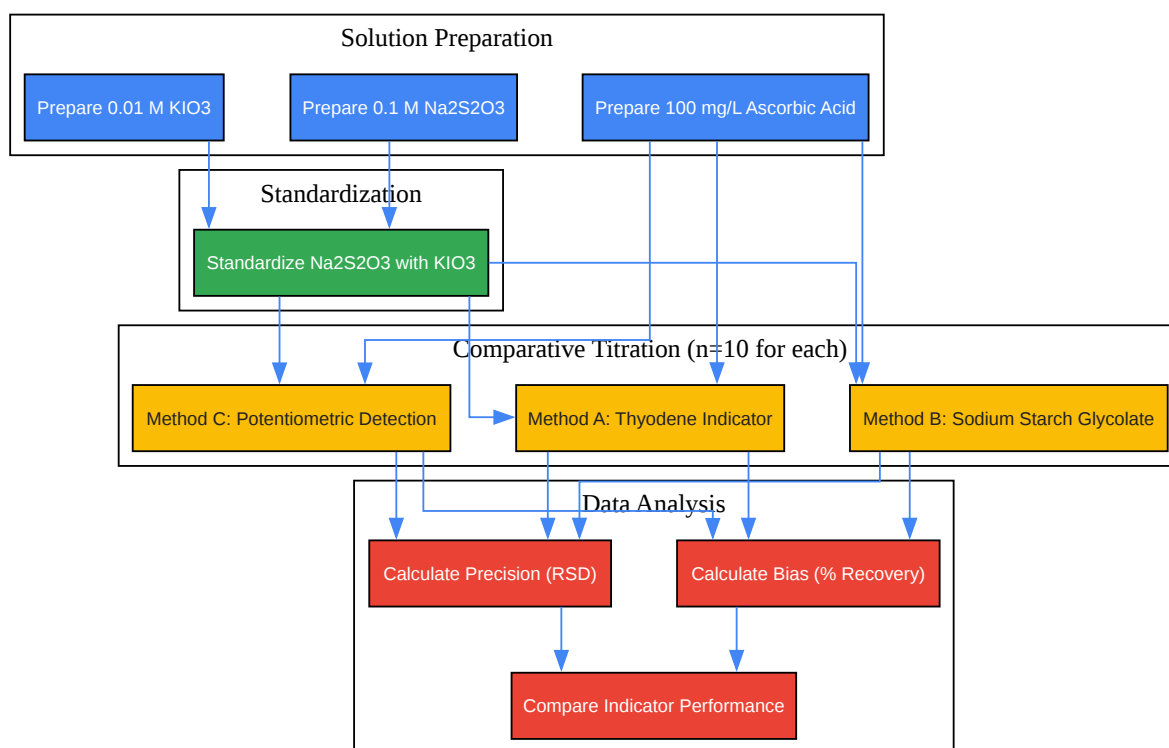 Solution Preparation
Prepare 0.01 M KIO3
Prepare 0.1 M Na2S2O3
Prepare 100 mg/L Ascorbic Acid
Standardization
Standardize Na2S2O3 with KIO3
Comparative Titration (n=10 for each)
Method C: Potentiometric Detection
Method A: Thyodene Indicator
Method B: Sodium Starch Glycolate
Data Analysis
Calculate Precision (RSD)
Calculate Bias (% Recovery)
Compare Indicator Performance